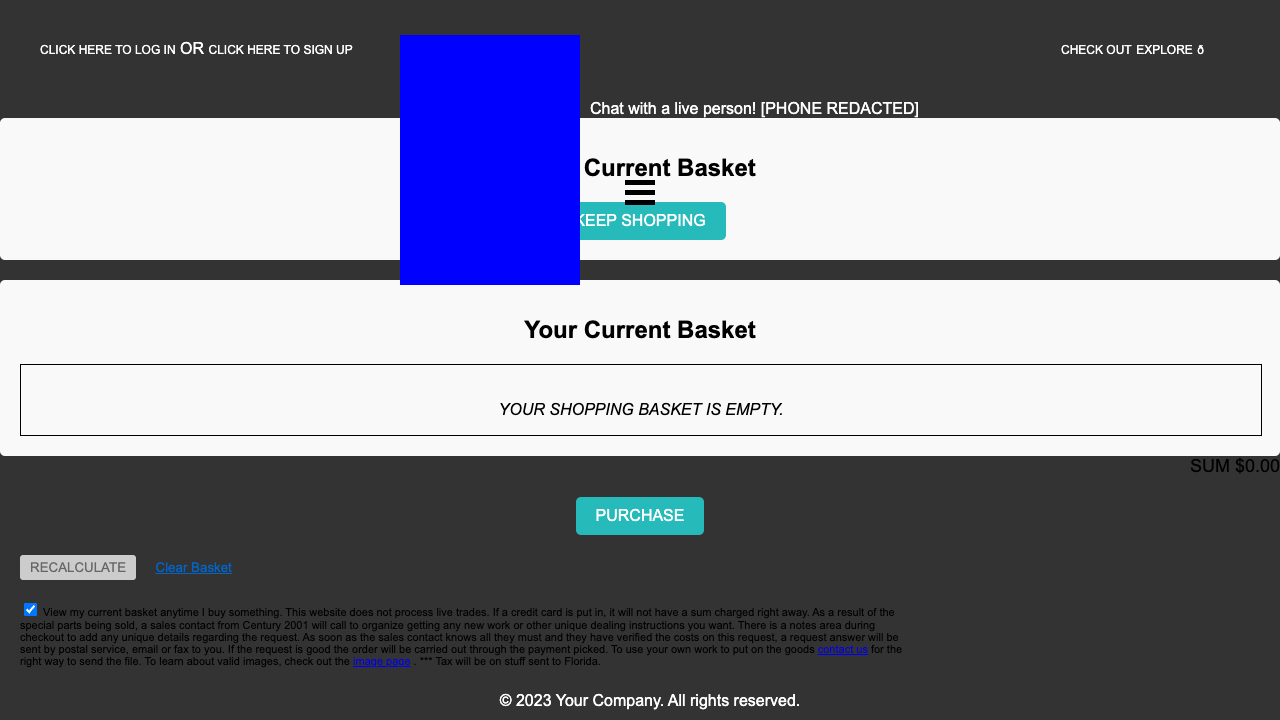 CLICK HERE TO LOG IN OR CLICK HERE TO SIGN UP
CHECK OUT EXPLORE ð
Chat with a live person! [PHONE REDACTED]
Current Basket
KEEP SHOPPING
Your Current Basket
YOUR SHOPPING BASKET IS EMPTY.
SUM $0.00
PURCHASE
RECALCULATE Clear Basket
View my current basket anytime I buy something. This website does not process live trades. If a credit card is put in, it will not have a sum charged right away. As a result of the
special parts being sold, a sales contact from Century 2001 will call to organize getting any new work or other unique dealing instructions you want. There is a notes area during
checkout to add any unique details regarding the request. As soon as the sales contact knows all they must and they have verified the costs on this request, a request answer will be
sent by postal service, email or fax to you. If the request is good the order will be carried out through the payment picked. To use your own work to put on the goods contact us for the
right way to send the file. To learn about valid images, check out the image page . *** Tax will be on stuff sent to Florida.
© 2023 Your Company. All rights reserved.